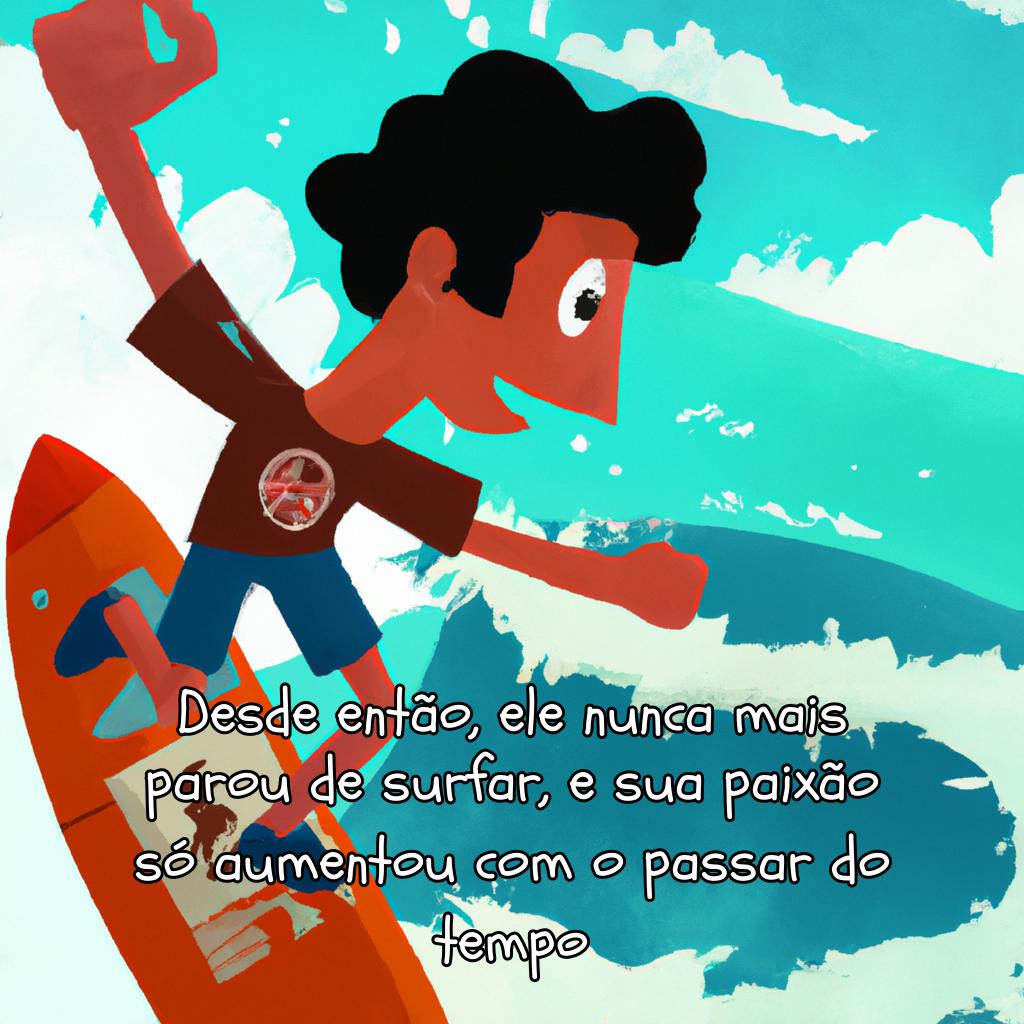 Desde então, ele nunca mais
parou de surfar, e sua paixão
só aumentou com o passar do
tempo